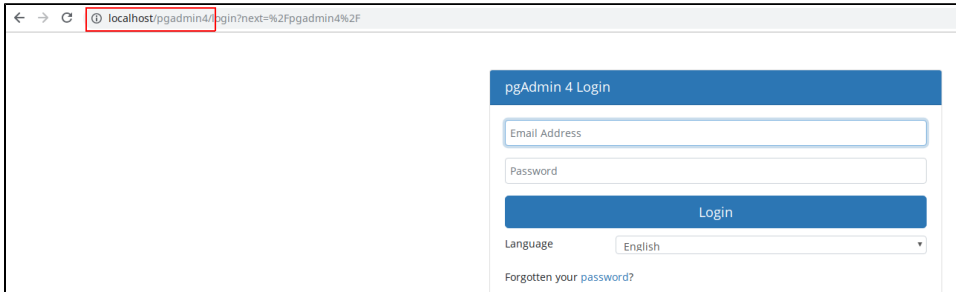 localhost/pgadmin4/login?next=%2Fpgadmin4%2F
pgAdmin 4 Login
Email Address
Password
Login
Language English
Forgotten your password?